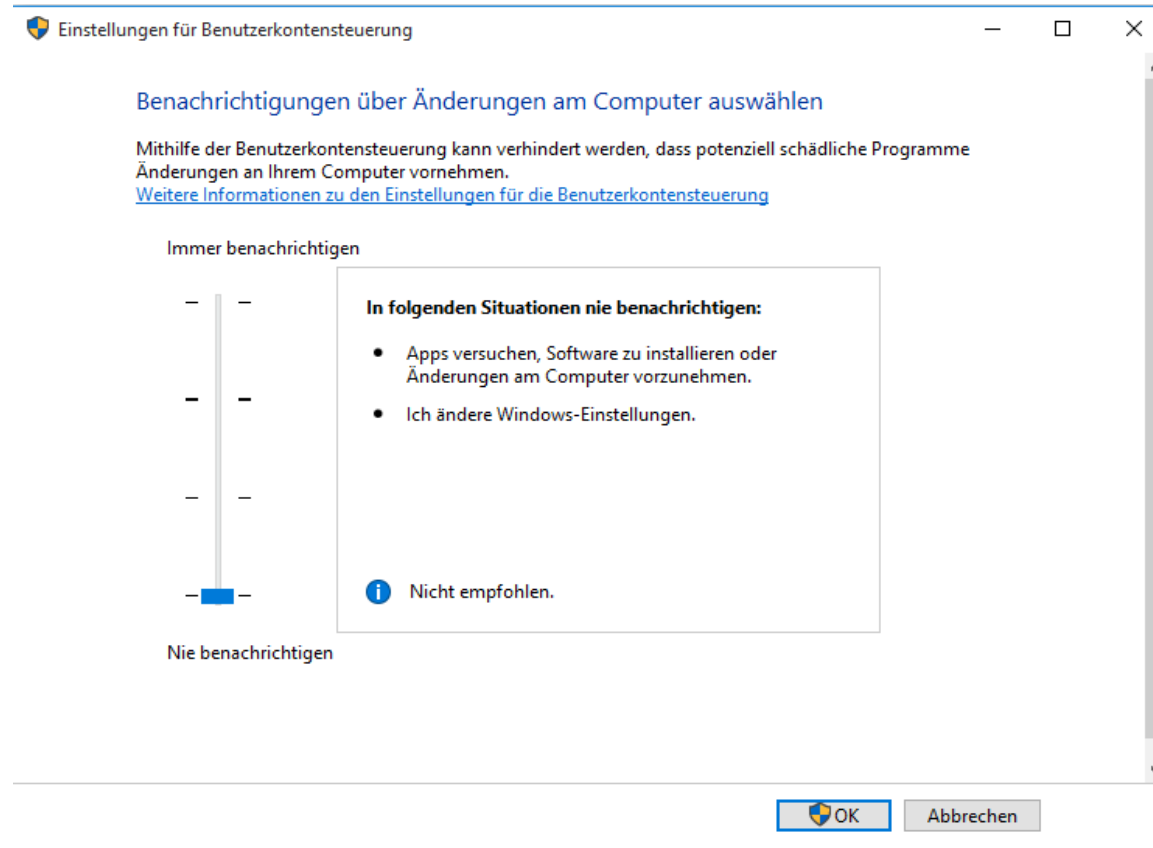 Einstellungen für Benutzerkontensteuerung
Benachrichtigungen über Änderungen am Computer auswählen
Mithilfe der Benutzerkontensteuerung kann verhindert werden, dass potenziell schädliche Programme
Änderungen an Ihrem Computer vornehmen.
Weitere Informationen zu den Einstellungen für die Benutzerkontensteuerung
Immer benachrichtigen
In folgenden Situationen nie benachrichtigen:
• Apps versuchen, Software zu installieren oder
Änderungen am Computer vorzunehmen.
• Ich ändere Windows-Einstellungen.
Nicht empfohlen.
Nie benachrichtigen
OK Abbrechen